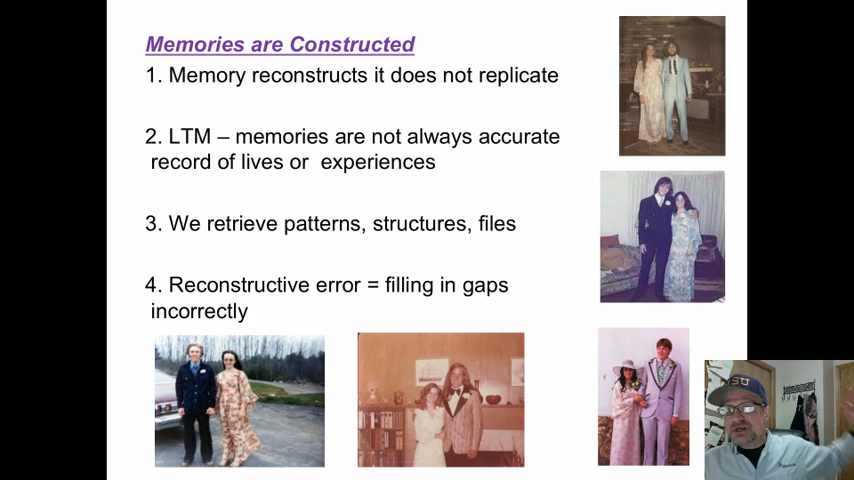 Memories are Constructed
1. Memory reconstructs it does not replicate
2. LTM – memories are not always accurate
record of lives or experiences
3. We retrieve patterns, structures, files
4. Reconstructive error = filling in gaps
incorrectly